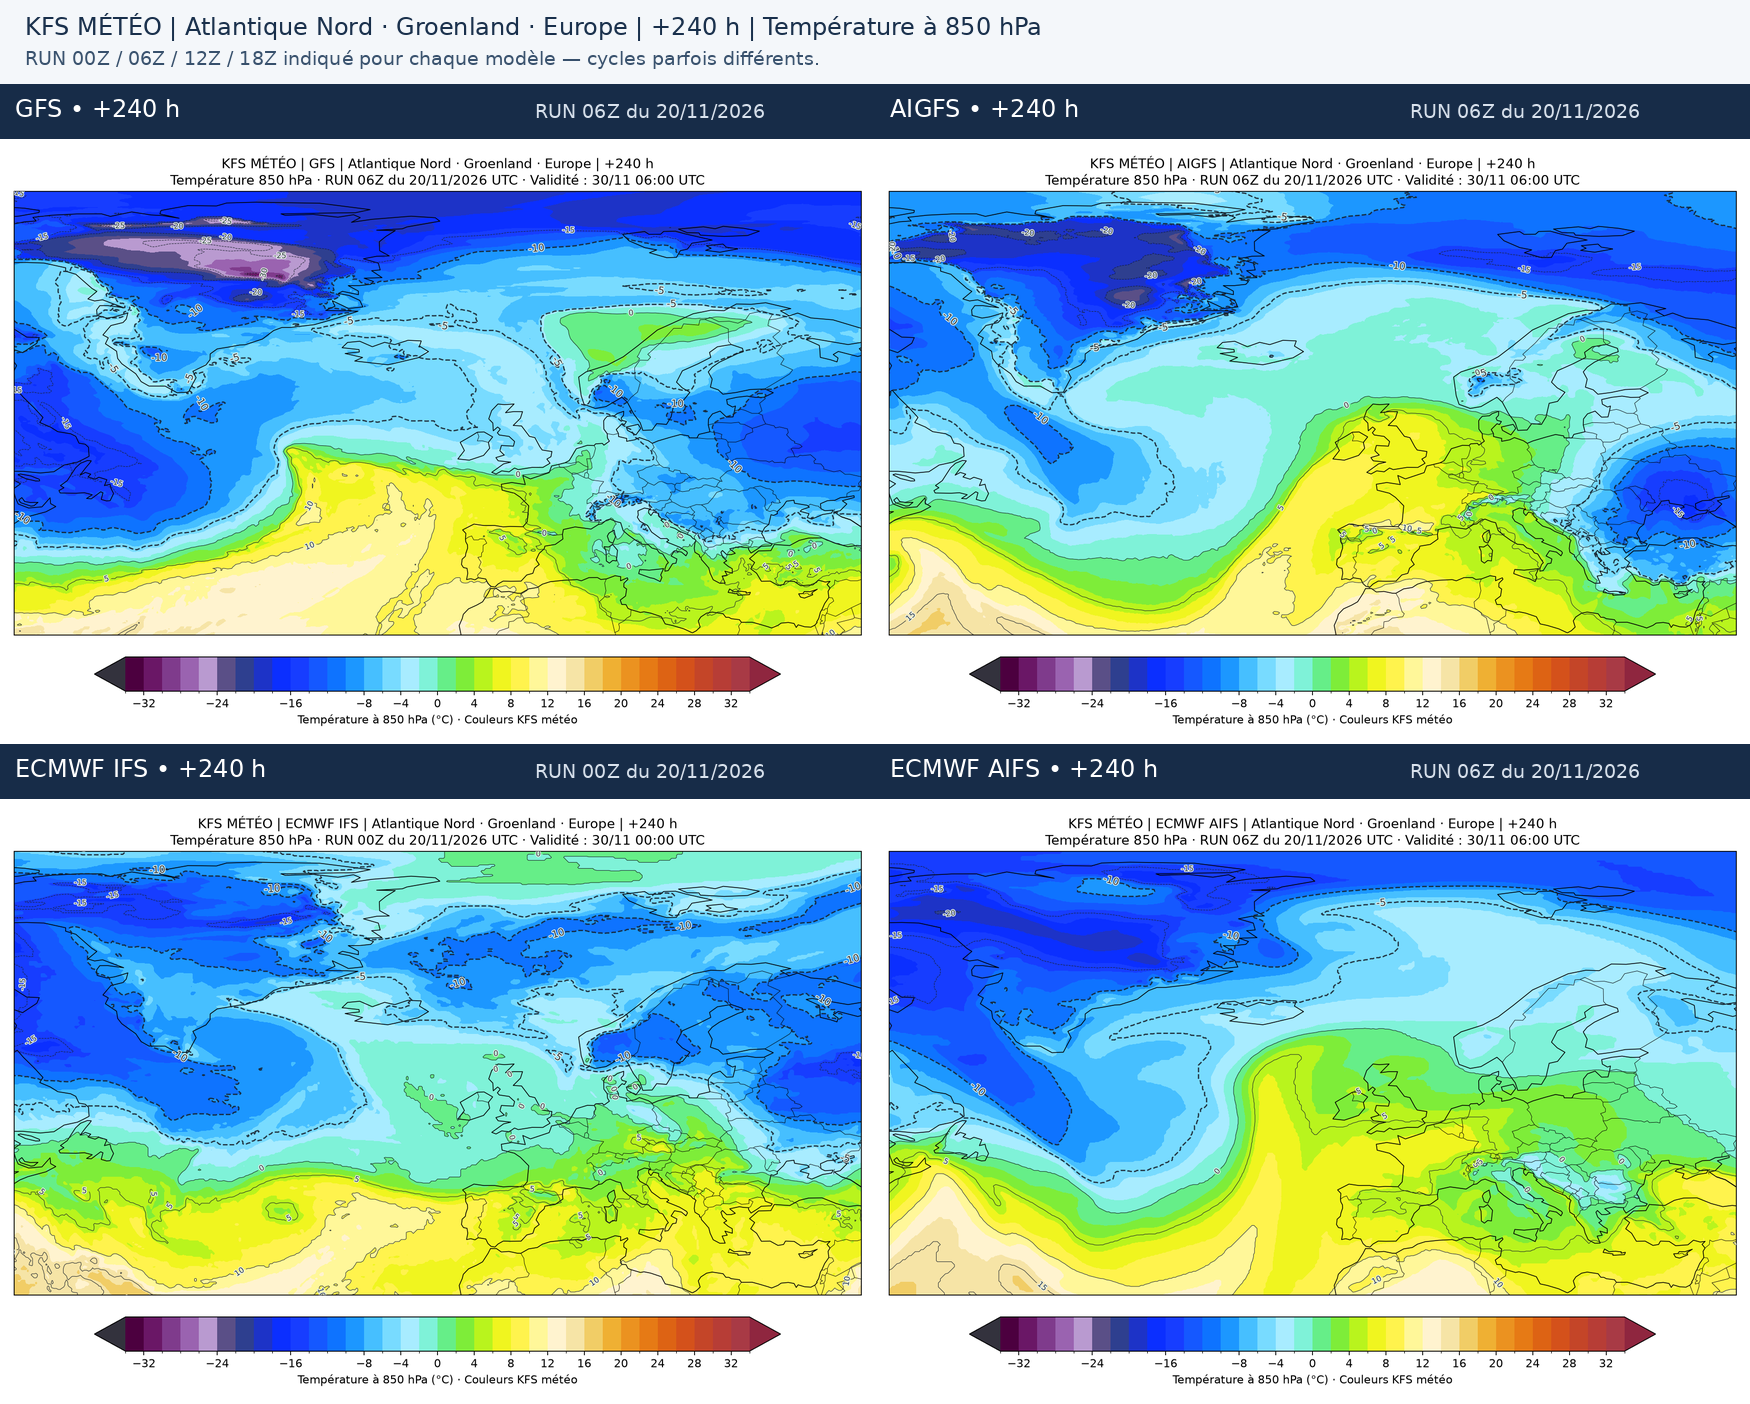 KFS MÉTÉO | Atlantique Nord · Groenland · Europe | +240 h | Température à 850 hPa
RUN 00Z / 06Z / 12Z / 18Z indiqué pour chaque modèle — cycles parfois différents.
GFS • +240 h
RUN 06Z du 20/11/2026
KFS MÉTÉO | GFS | Atlantique Nord · Groenland · Europe | +240 h
Température 850 hPa · RUN 06Z du 20/11/2026 UTC · Validité : 30/11 06:00 UTC
−32 −24 −16 −8 −4 0 4 8 12 16 20 24 28 32
Température à 850 hPa (°C) · Couleurs KFS météo
AIGFS • +240 h
RUN 06Z du 20/11/2026
KFS MÉTÉO | AIGFS | Atlantique Nord · Groenland · Europe | +240 h
Température 850 hPa · RUN 06Z du 20/11/2026 UTC · Validité : 30/11 06:00 UTC
−32 −24 −16 −8 −4 0 4 8 12 16 20 24 28 32
Température à 850 hPa (°C) · Couleurs KFS météo
ECMWF IFS • +240 h
RUN 00Z du 20/11/2026
KFS MÉTÉO | ECMWF IFS | Atlantique Nord · Groenland · Europe | +240 h
Température 850 hPa · RUN 00Z du 20/11/2026 UTC · Validité : 30/11 00:00 UTC
−32 −24 −16 −8 −4 0 4 8 12 16 20 24 28 32
Température à 850 hPa (°C) · Couleurs KFS météo
ECMWF AIFS • +240 h
RUN 06Z du 20/11/2026
KFS MÉTÉO | ECMWF AIFS | Atlantique Nord · Groenland · Europe | +240 h
Température 850 hPa · RUN 06Z du 20/11/2026 UTC · Validité : 30/11 06:00 UTC
−32 −24 −16 −8 −4 0 4 8 12 16 20 24 28 32
Température à 850 hPa (°C) · Couleurs KFS météo